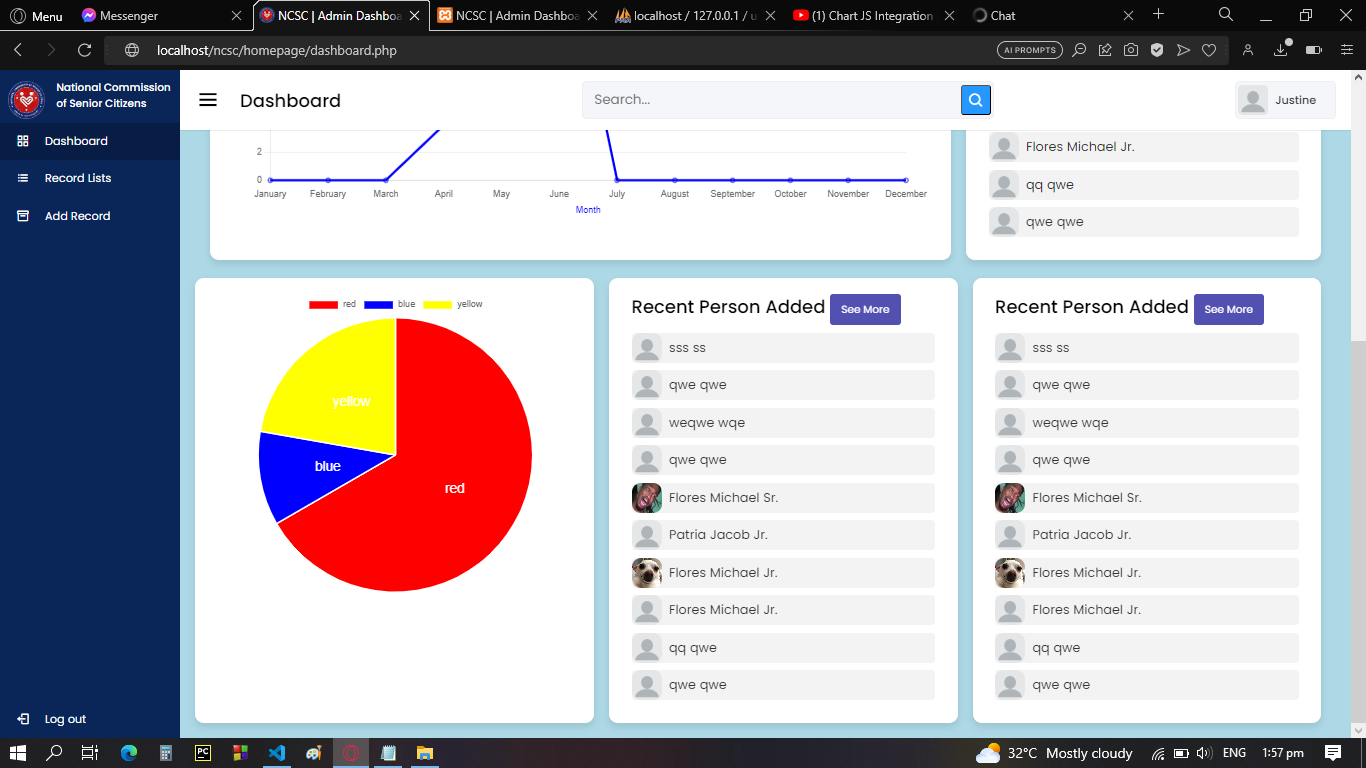 Menu
Messenger
NCSC | Admin Dashboa
NCSC | Admin Dashboa
localhost / 127.0.0.1 / u
(1) Chart JS Integration
Chat
localhost/ncsc/homepage/dashboard.php
AI PROMPTS
National Commission
of Senior Citizens
Dashboard
Record Lists
Add Record
Log out
Dashboard
Search...
Justine
2
0
January February March April May June July August September October November December
Month
Flores Michael Jr.
qq qwe
qwe qwe
red blue yellow
yellow
blue
red
Recent Person Added See More
sss ss
qwe qwe
weqwe wqe
qwe qwe
Flores Michael Sr.
Patria Jacob Jr.
Flores Michael Jr.
Flores Michael Jr.
qq qwe
qwe qwe
Recent Person Added See More
sss ss
qwe qwe
weqwe wqe
qwe qwe
Flores Michael Sr.
Patria Jacob Jr.
Flores Michael Jr.
Flores Michael Jr.
qq qwe
qwe qwe
PC
32°C Mostly cloudy
ENG
1:57 pm